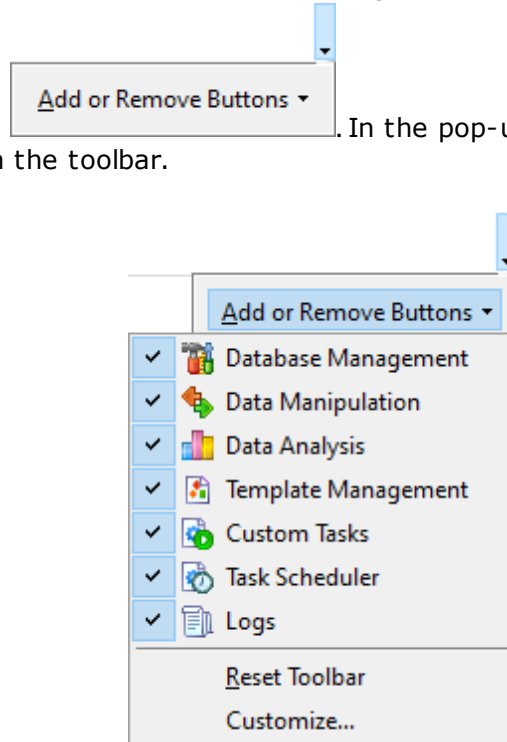 Add or Remove Buttons
. In the pop-
the toolbar.
Add or Remove Buttons
Database Management
Data Manipulation
Data Analysis
Template Management
Custom Tasks
Task Scheduler
Logs
Reset Toolbar
Customize...